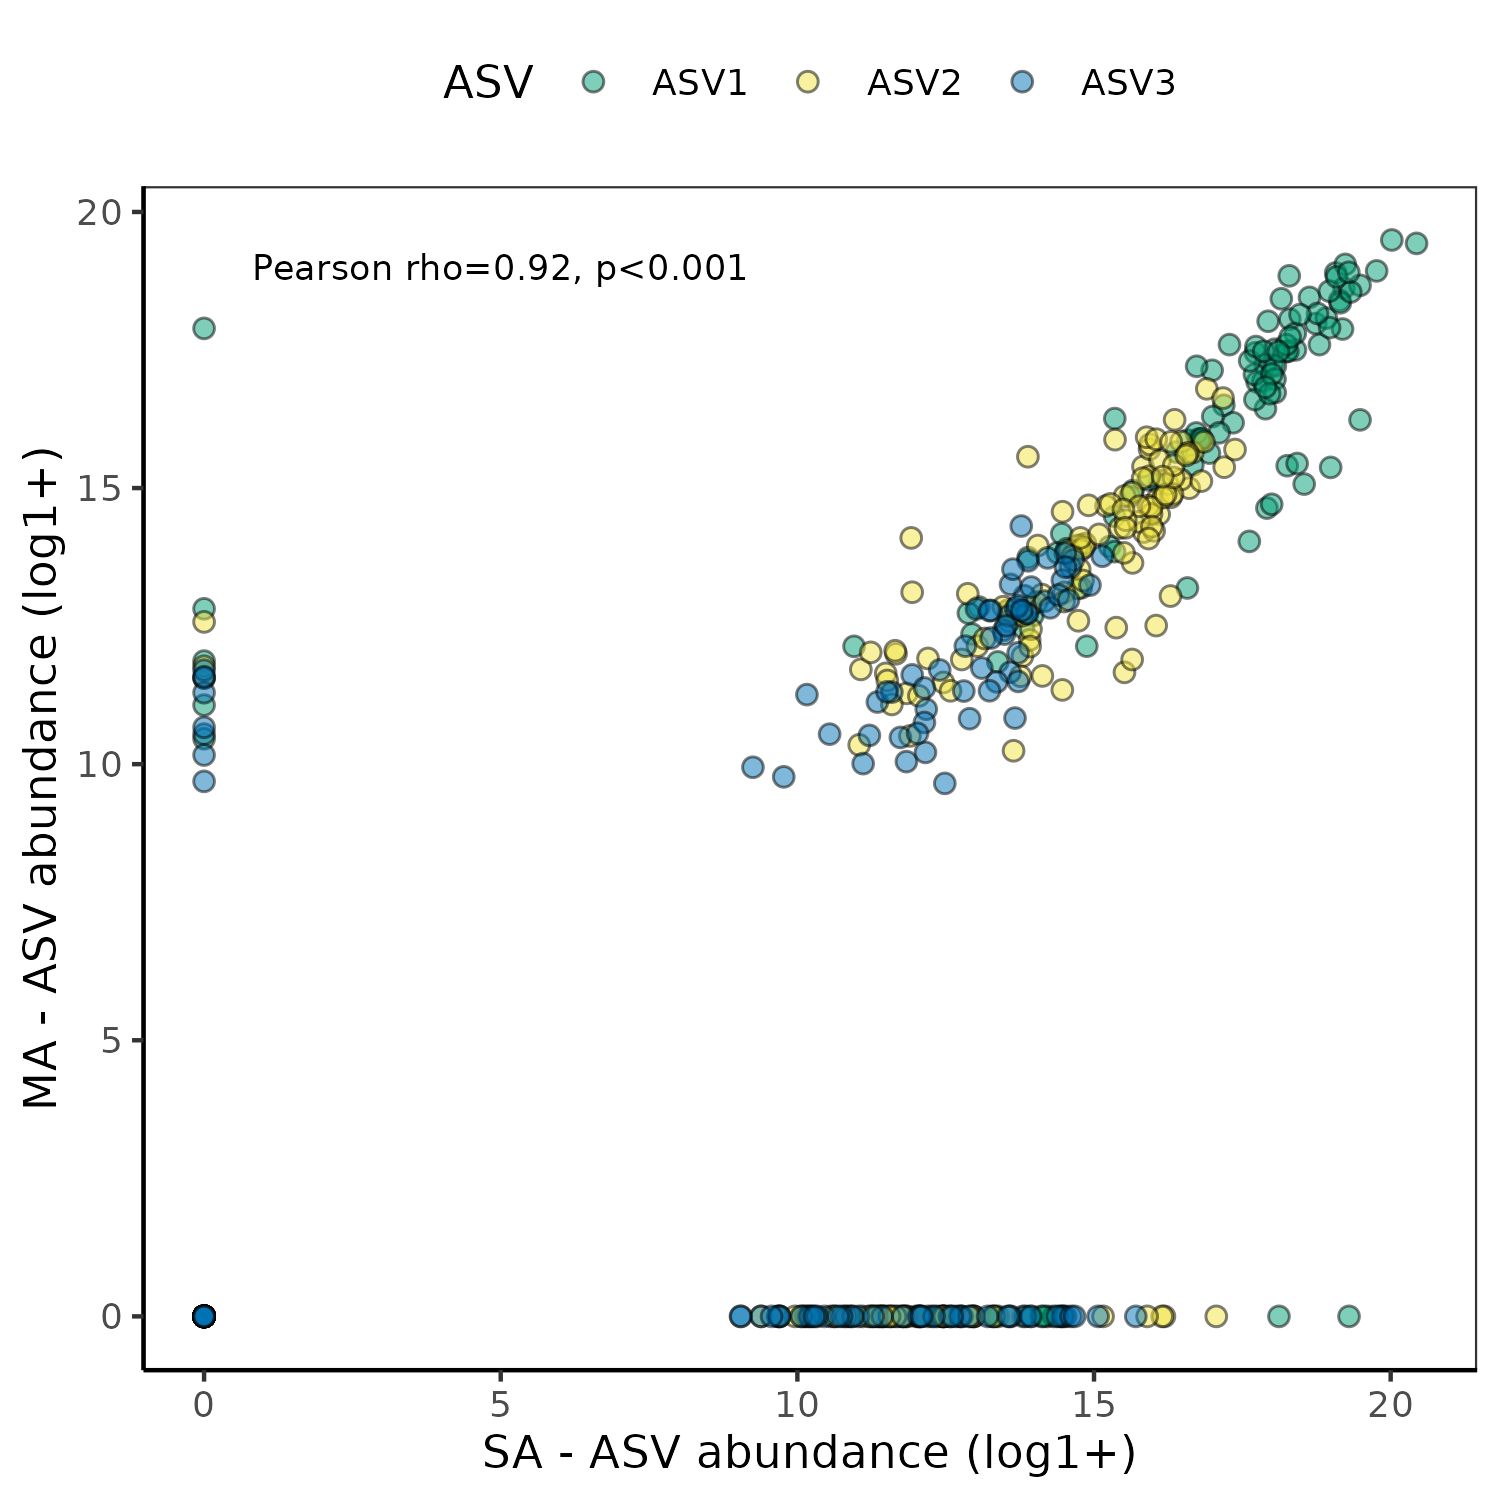 ASV ASV1 ASV2 ASV3
Pearson rho=0.92, p<0.001
MA - ASV abundance (log1+)
20
15
10
5
0
0 5 10 15 20
SA - ASV abundance (log1+)